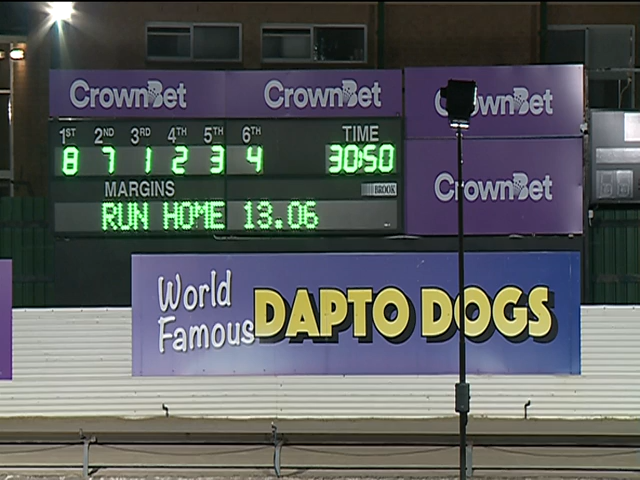 CrownBet CrownBet CrownBet
1ST 2ND 3RD 4TH 5TH 6TH TIME
8 7 1 2 3 4 30:50
MARGINS BROOK
CrownBet
RUN HOME 13.06
World
Famous DAPTO DOGS